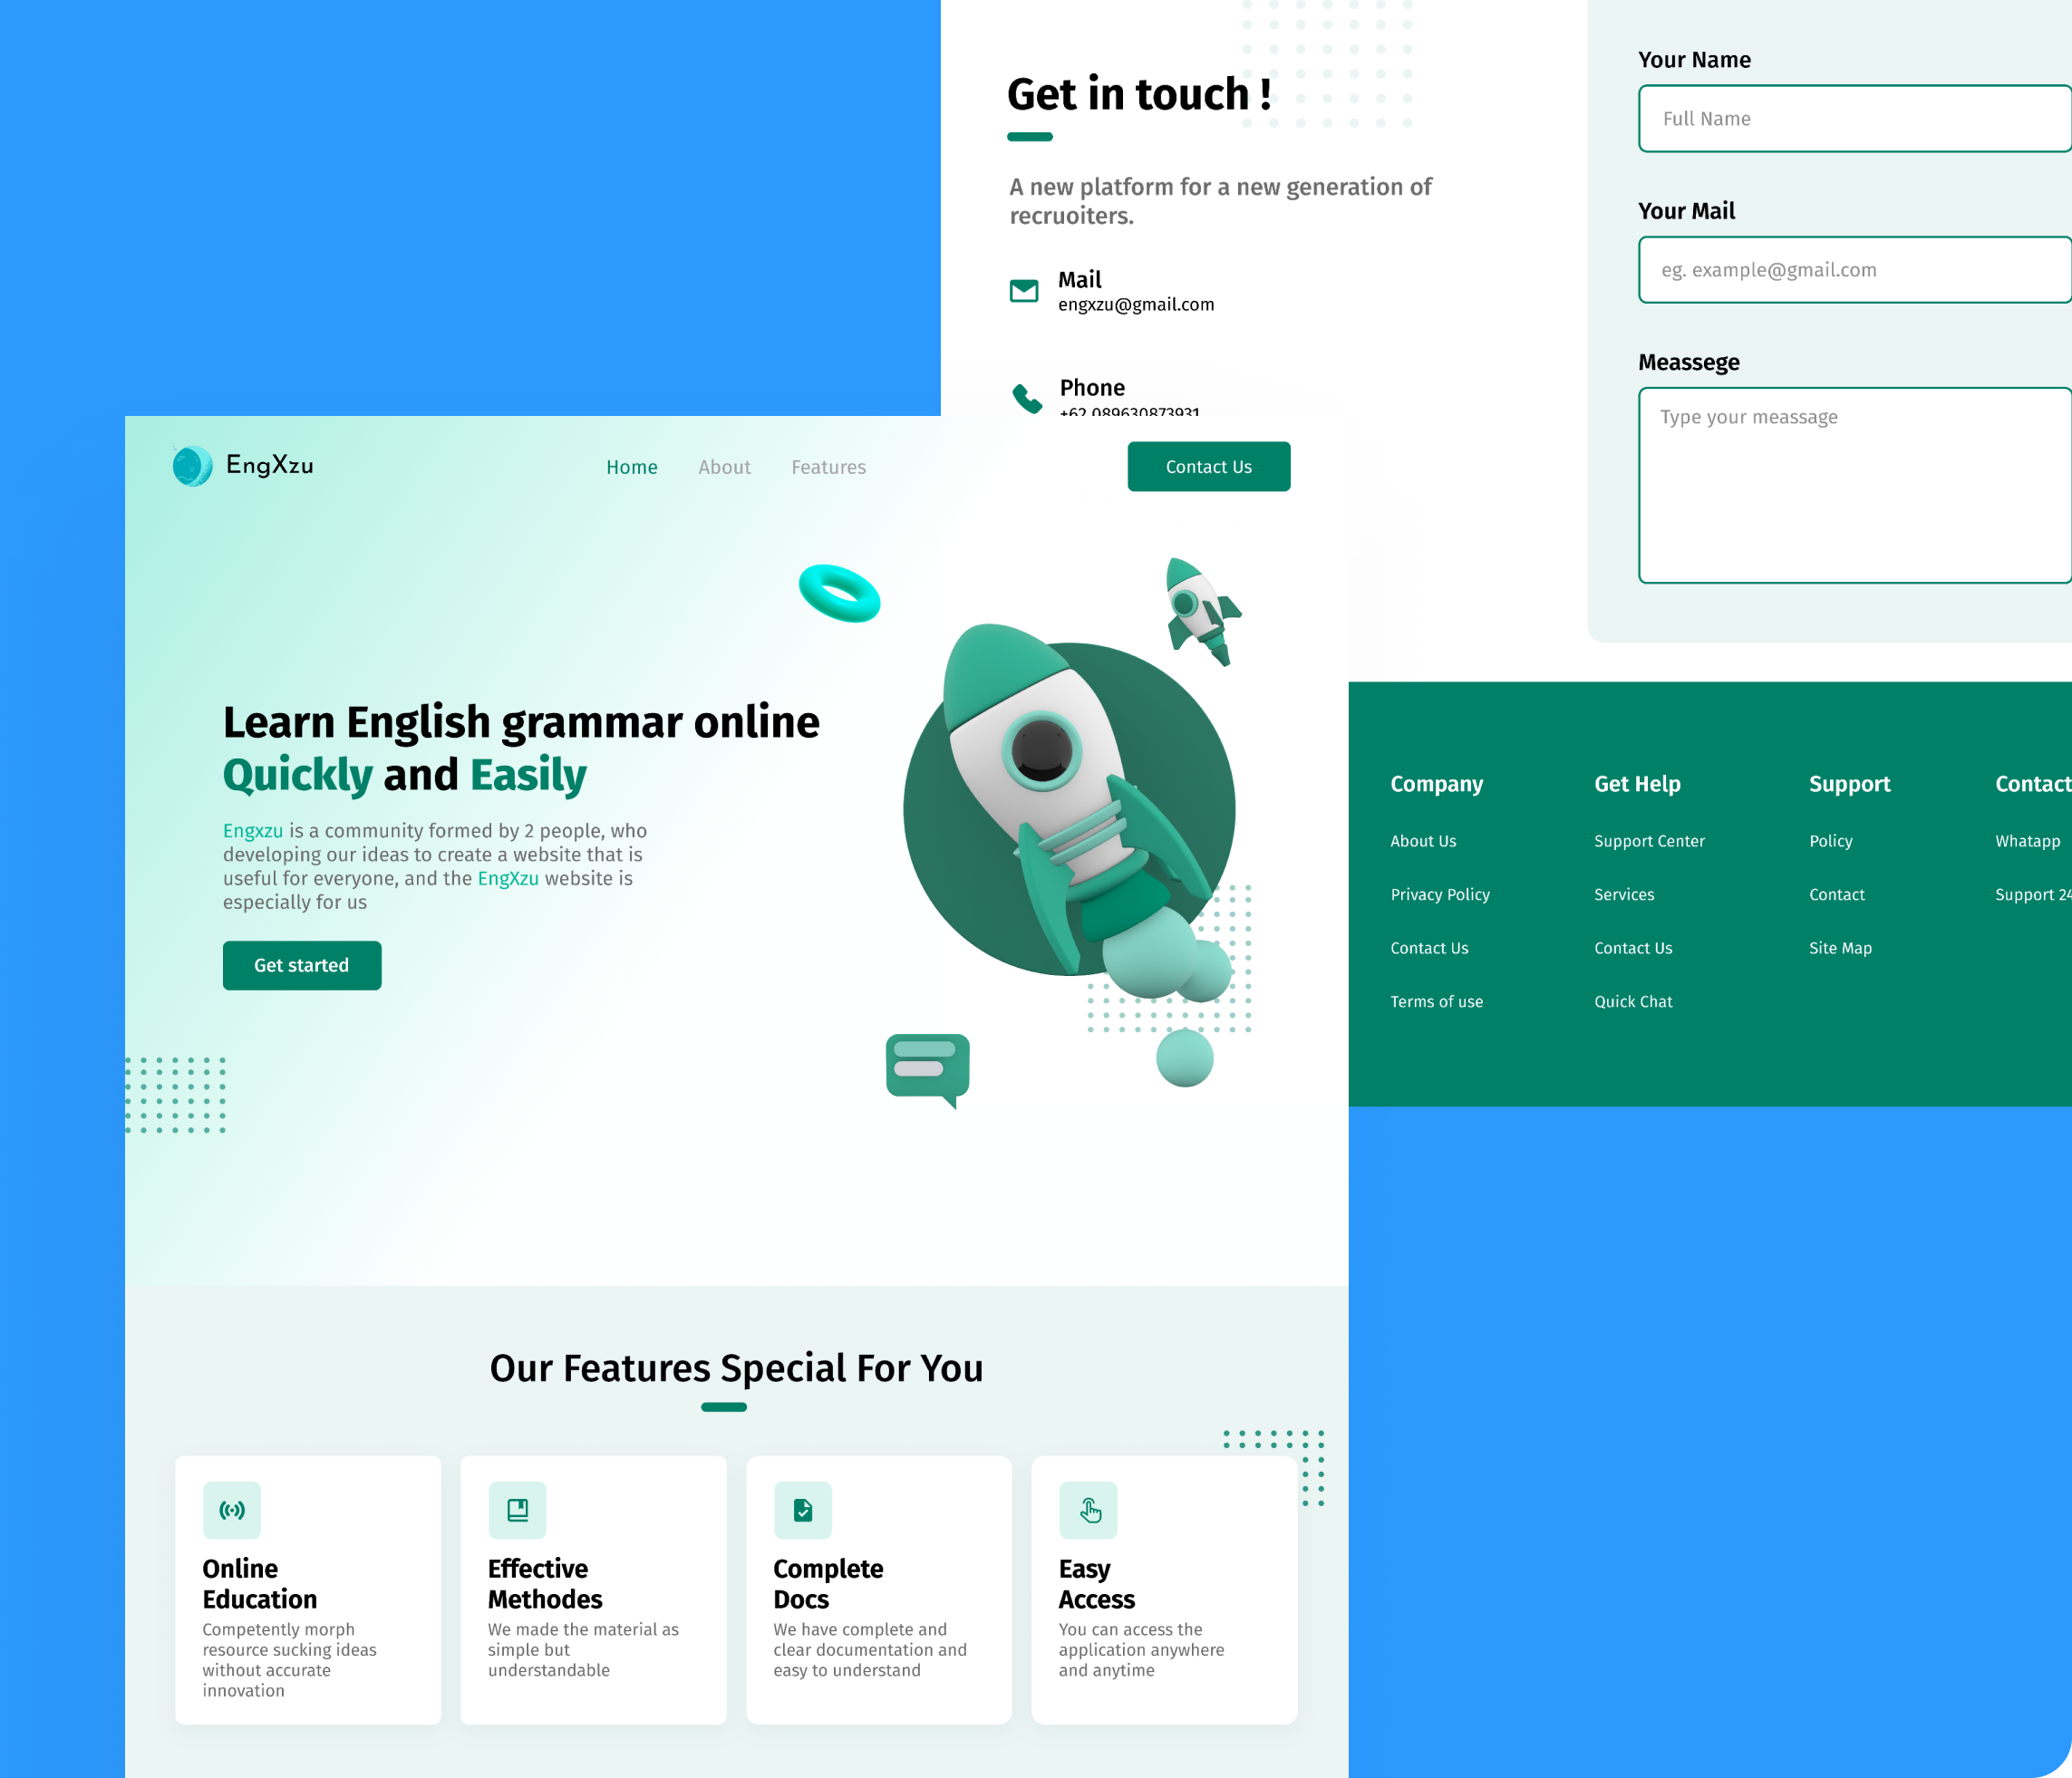 Get in touch !
A new platform for a new generation of
recruoiters.
Mail
engxzu@gmail.com
Phone
+62 089630873931
Your Name
Full Name
Your Mail
eg. example@gmail.com
Meassege
Type your meassage
EngXzu
Home
About
Features
Contact Us
Learn English grammar online
Quickly and Easily
Engxzu is a community formed by 2 people, who
developing our ideas to create a website that is
useful for everyone, and the EngXzu website is
especially for us
Get started
Company
About Us
Privacy Policy
Contact Us
Terms of use
Get Help
Support Center
Services
Contact Us
Quick Chat
Support
Policy
Contact
Site Map
Contact
Whatapp
Support 24
Our Features Special For You
Online
Education
Competently morph
resource sucking ideas
without accurate
innovation
Effective
Methodes
We made the material as
simple but
understandable
Complete
Docs
We have complete and
clear documentation and
easy to understand
Easy
Access
You can access the
application anywhere
and anytime